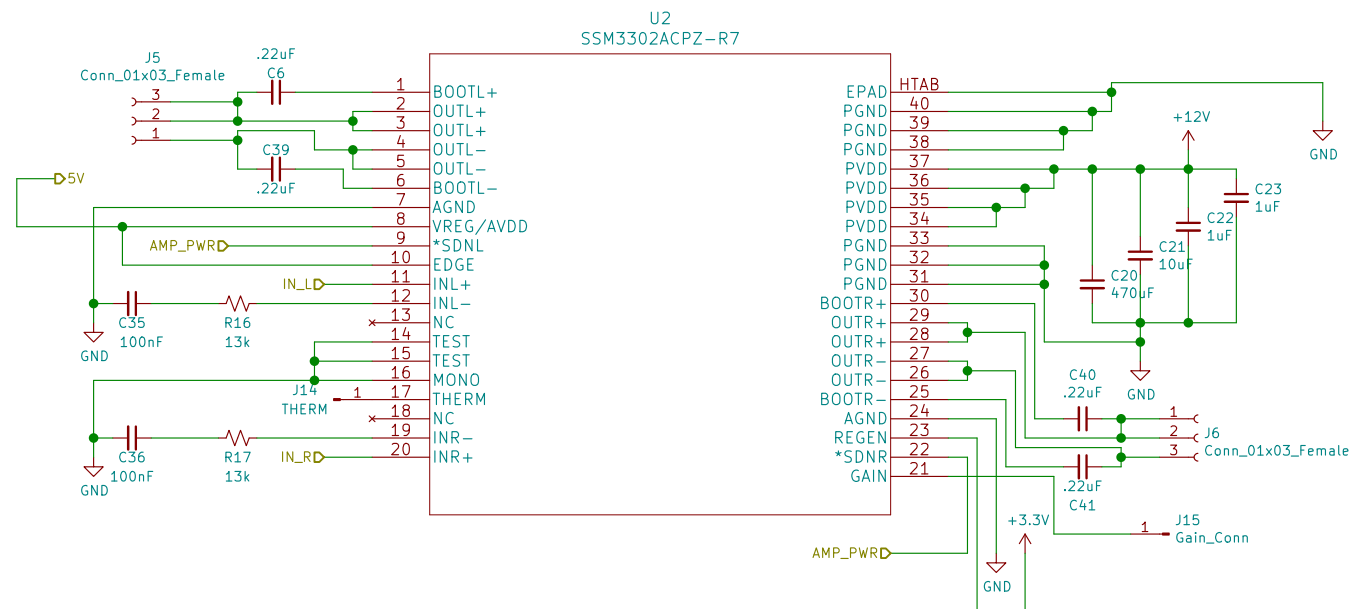 U2
SSM3302ACPZ-R7
J5
Conn_01x03_Female
3
2
1
.22uF
C6
C39
.22uF
5V
AMP_PWR
IN_L
C35
100nF
R16
13k
GND
J14
THERM
1
C36
100nF
R17
13k
IN_R
GND
1 BOOTL+
2 OUTL+
3 OUTL+
4 OUTL-
5 OUTL-
6 BOOTL-
7 AGND
8 VREG/AVDD
9 *SDNL
10 EDGE
11 INL+
12 INL-
13 NC
14 TEST
15 TEST
16 MONO
17 THERM
18 NC
19 INR-
20 INR+
EPAD HTAB
PGND 40
PGND 39
PGND 38
PVDD 37
PVDD 36
PVDD 35
PVDD 34
PGND 33
PGND 32
PGND 31
BOOTR+ 30
OUTR+ 29
OUTR+ 28
OUTR- 27
OUTR- 26
BOOTR- 25
AGND 24
REGEN 23
*SDNR 22
GAIN 21
+12V
GND
C23
1uF
C22
1uF
C21
10uF
C20
470uF
GND
C40
.22uF
1
2
3
J6
Conn_01x03_Female
.22uF
C41
+3.3V
1
J15
Gain_Conn
AMP_PWR
GND